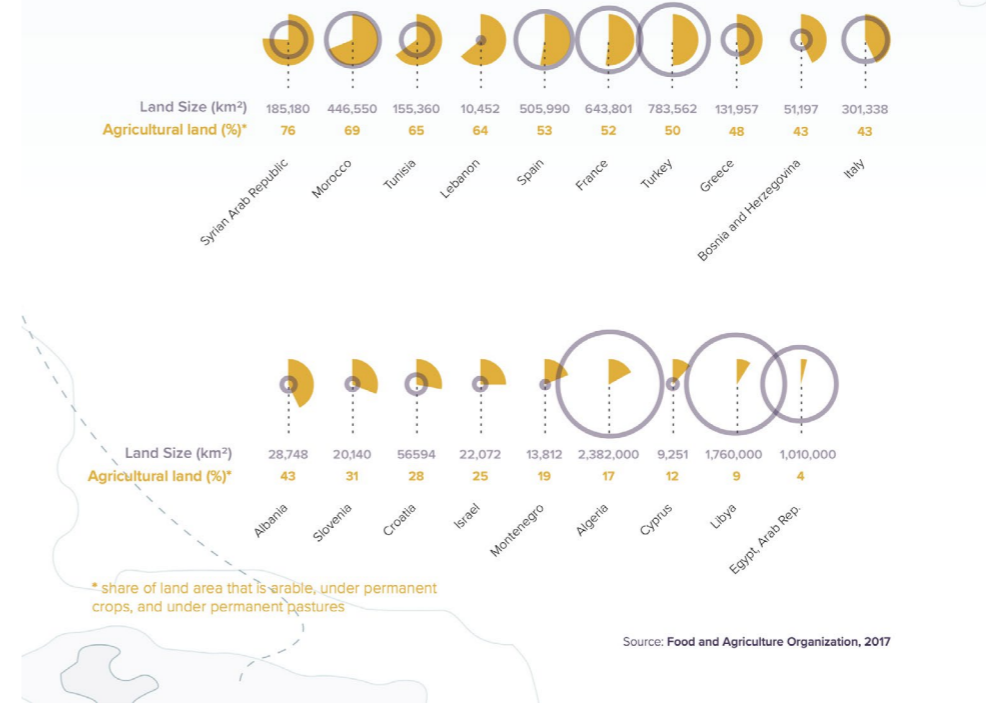 Land Size (km²) 185,180 446,550 155,360 10,452 505,990 643,801 783,562 131,957 51,197 301,338
Agricultural land (%)* 76 69 65 64 53 52 50 48 43 43
Syrian Arab Republic Morocco Tunisia Lebanon Spain France Turkey Greece Bosnia and Herzegovina Italy
Land Size (km²) 28,748 20,140 56594 22,072 13,812 2,382,000 9,251 1,760,000 1,010,000
Agricultural land (%)* 43 31 28 25 19 17 12 9 4
Albania Slovenia Croatia Israel Montenegro Algeria Cyprus Libya Egypt, Arab Rep.
* share of land area that is arable, under permanent
crops, and under permanent pastures
Source: Food and Agriculture Organization, 2017